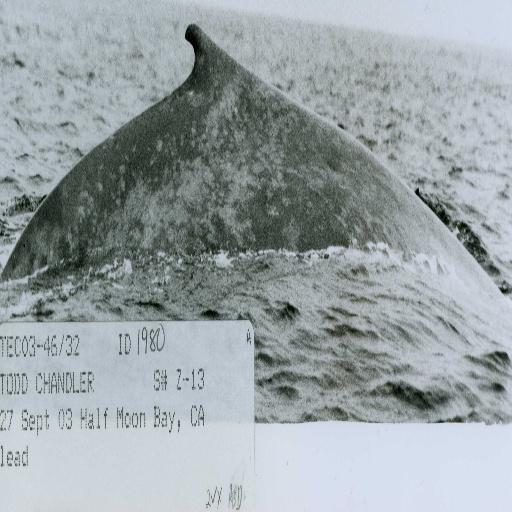 TEC03-46/32 ID 1980
A
TODD CHANDLER S# Z-13
27 Sept 03 Half Moon Bay, CA
lead